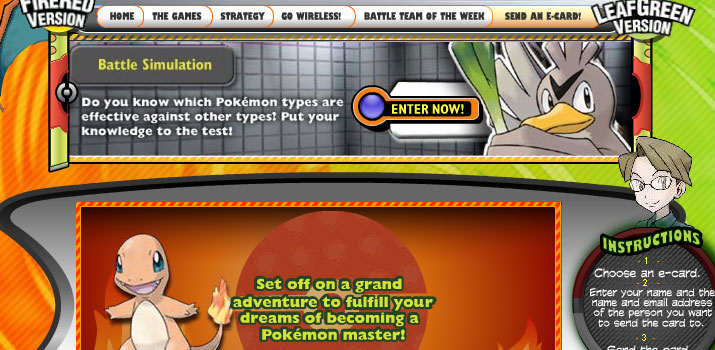 FIRERED
VERSION
HOME
THE GAMES
STRATEGY
GO WIRELESS!
BATTLE TEAM OF THE WEEK
SEND AN E-CARD!
LEAFGREEN
VERSION
Battle Simulation
Do you know which Pokémon types are
effective against other types? Put your
knowledge to the test!
ENTER NOW!
Set off on a grand
adventure to fulfill your
dreams of becoming a
Pokémon master!
INSTRUCTIONS
- 1 -
Choose an e-card.
- 2 -
Enter your name and the
name and email address
of the person you want
to send the card to.
- 3 -
Send the card